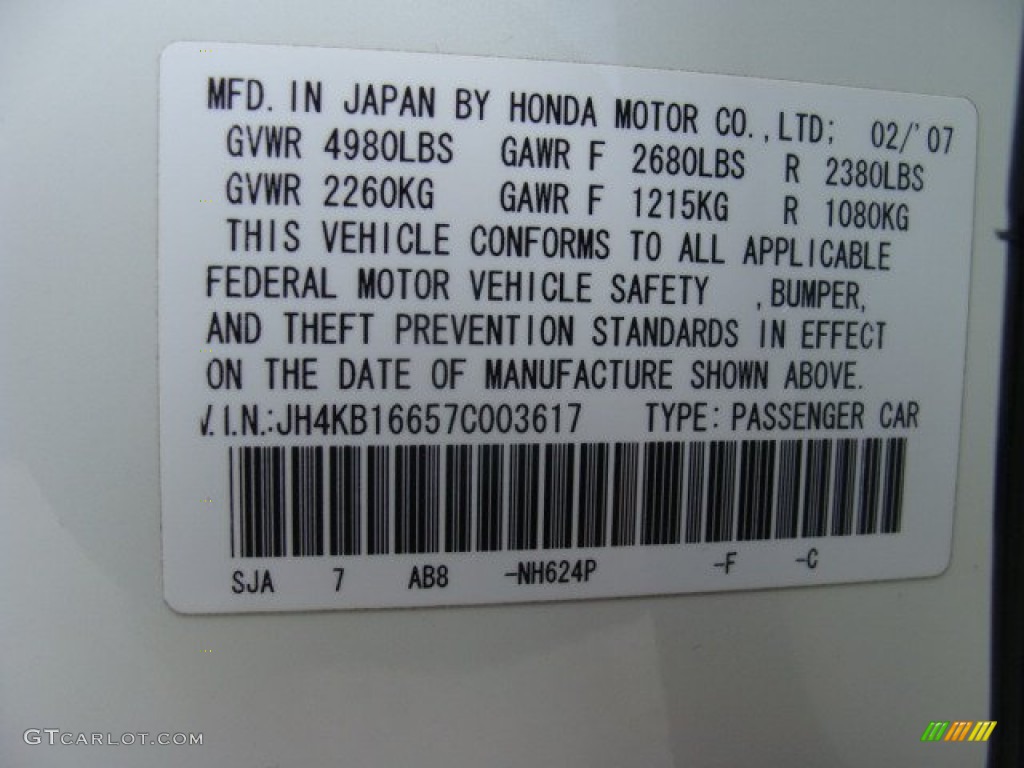 MFD. IN JAPAN BY HONDA MOTOR CO., LTD; 02/'07
GVWR 4980LBS GAWR F 2680LBS R 2380LBS
GVWR 2260KG GAWR F 1215KG R 1080KG
THIS VEHICLE CONFORMS TO ALL APPLICABLE
FEDERAL MOTOR VEHICLE SAFETY , BUMPER,
AND THEFT PREVENTION STANDARDS IN EFFECT
ON THE DATE OF MANUFACTURE SHOWN ABOVE.
V.I.N.:JH4KB16657C003617 TYPE: PASSENGER CAR
SJA 7 AB8 -NH624P -F -C
GTCARLOT.COM